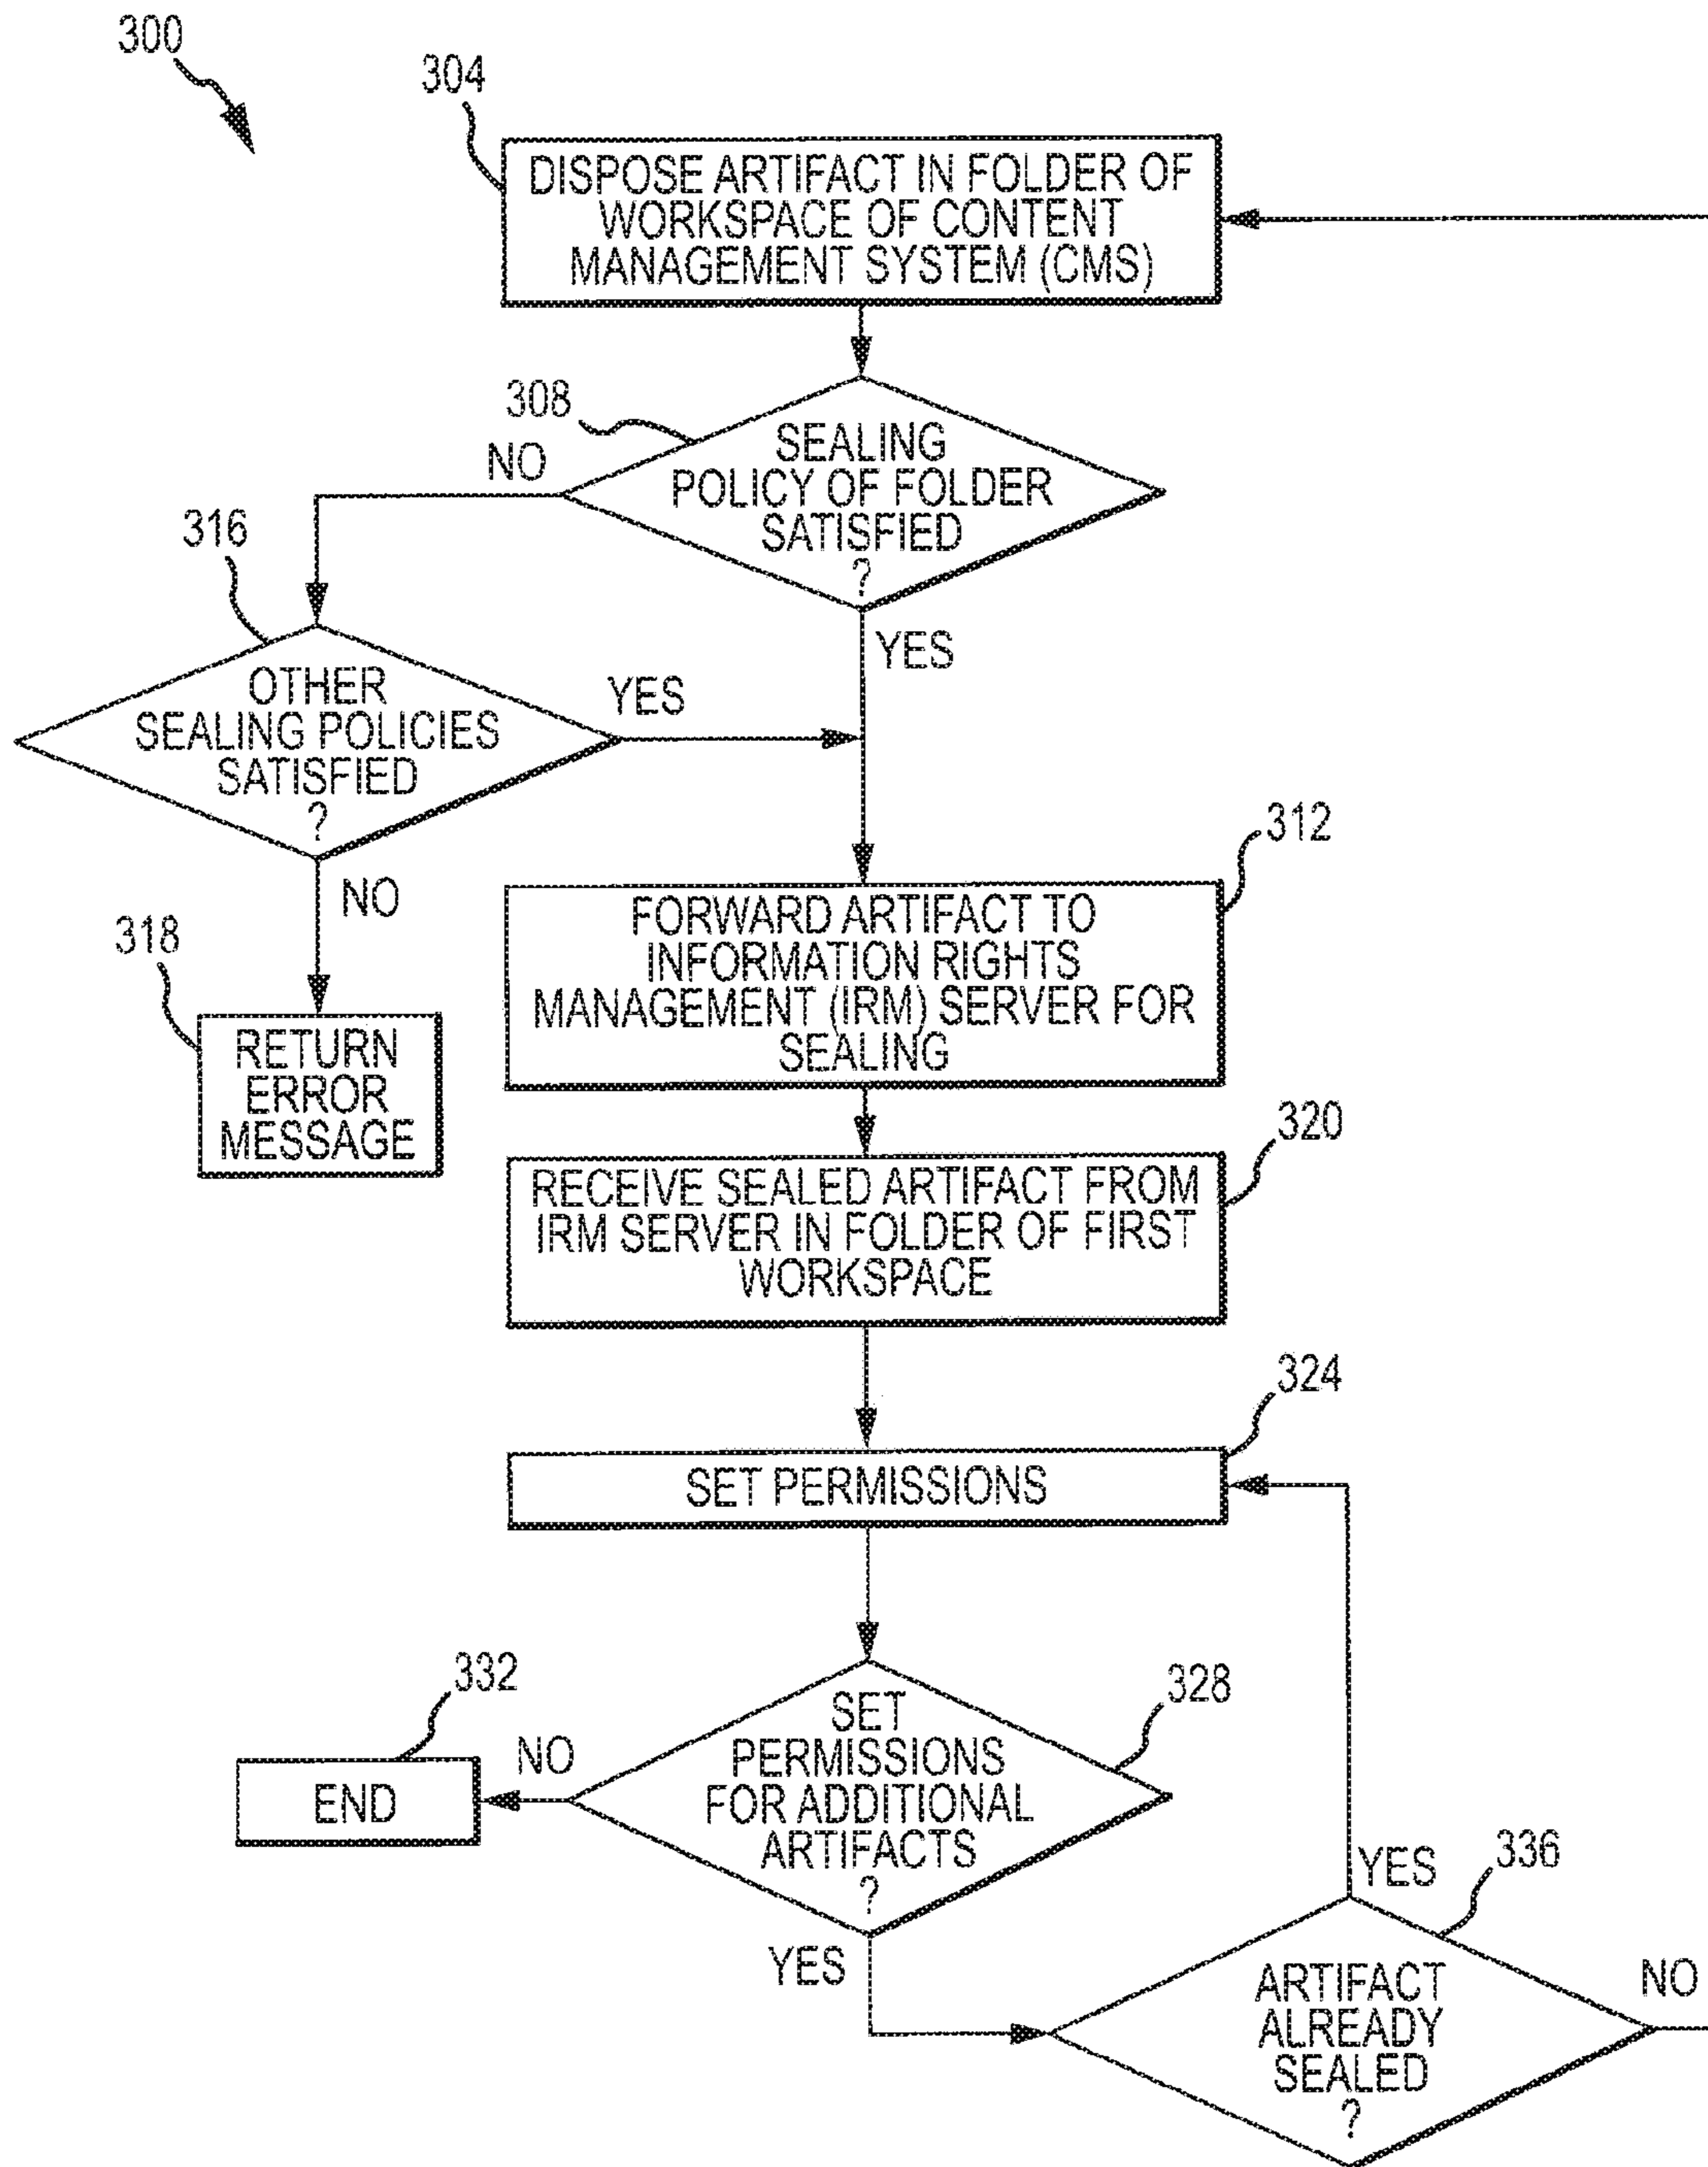 300
304
DISPOSE ARTIFACT IN FOLDER OF
WORKSPACE OF CONTENT
MANAGEMENT SYSTEM (CMS)
308
NO
SEALING
POLICY OF FOLDER
SATISFIED
?
YES
316
OTHER
SEALING POLICIES
SATISFIED
?
YES
NO
318
RETURN
ERROR
MESSAGE
312
FORWARD ARTIFACT TO
INFORMATION RIGHTS
MANAGEMENT (IRM) SERVER FOR
SEALING
320
RECEIVE SEALED ARTIFACT FROM
IRM SERVER IN FOLDER OF FIRST
WORKSPACE
324
SET PERMISSIONS
332
END
NO
328
SET
PERMISSIONS
FOR ADDITIONAL
ARTIFACTS
?
YES
YES
336
ARTIFACT
ALREADY
SEALED
?
NO